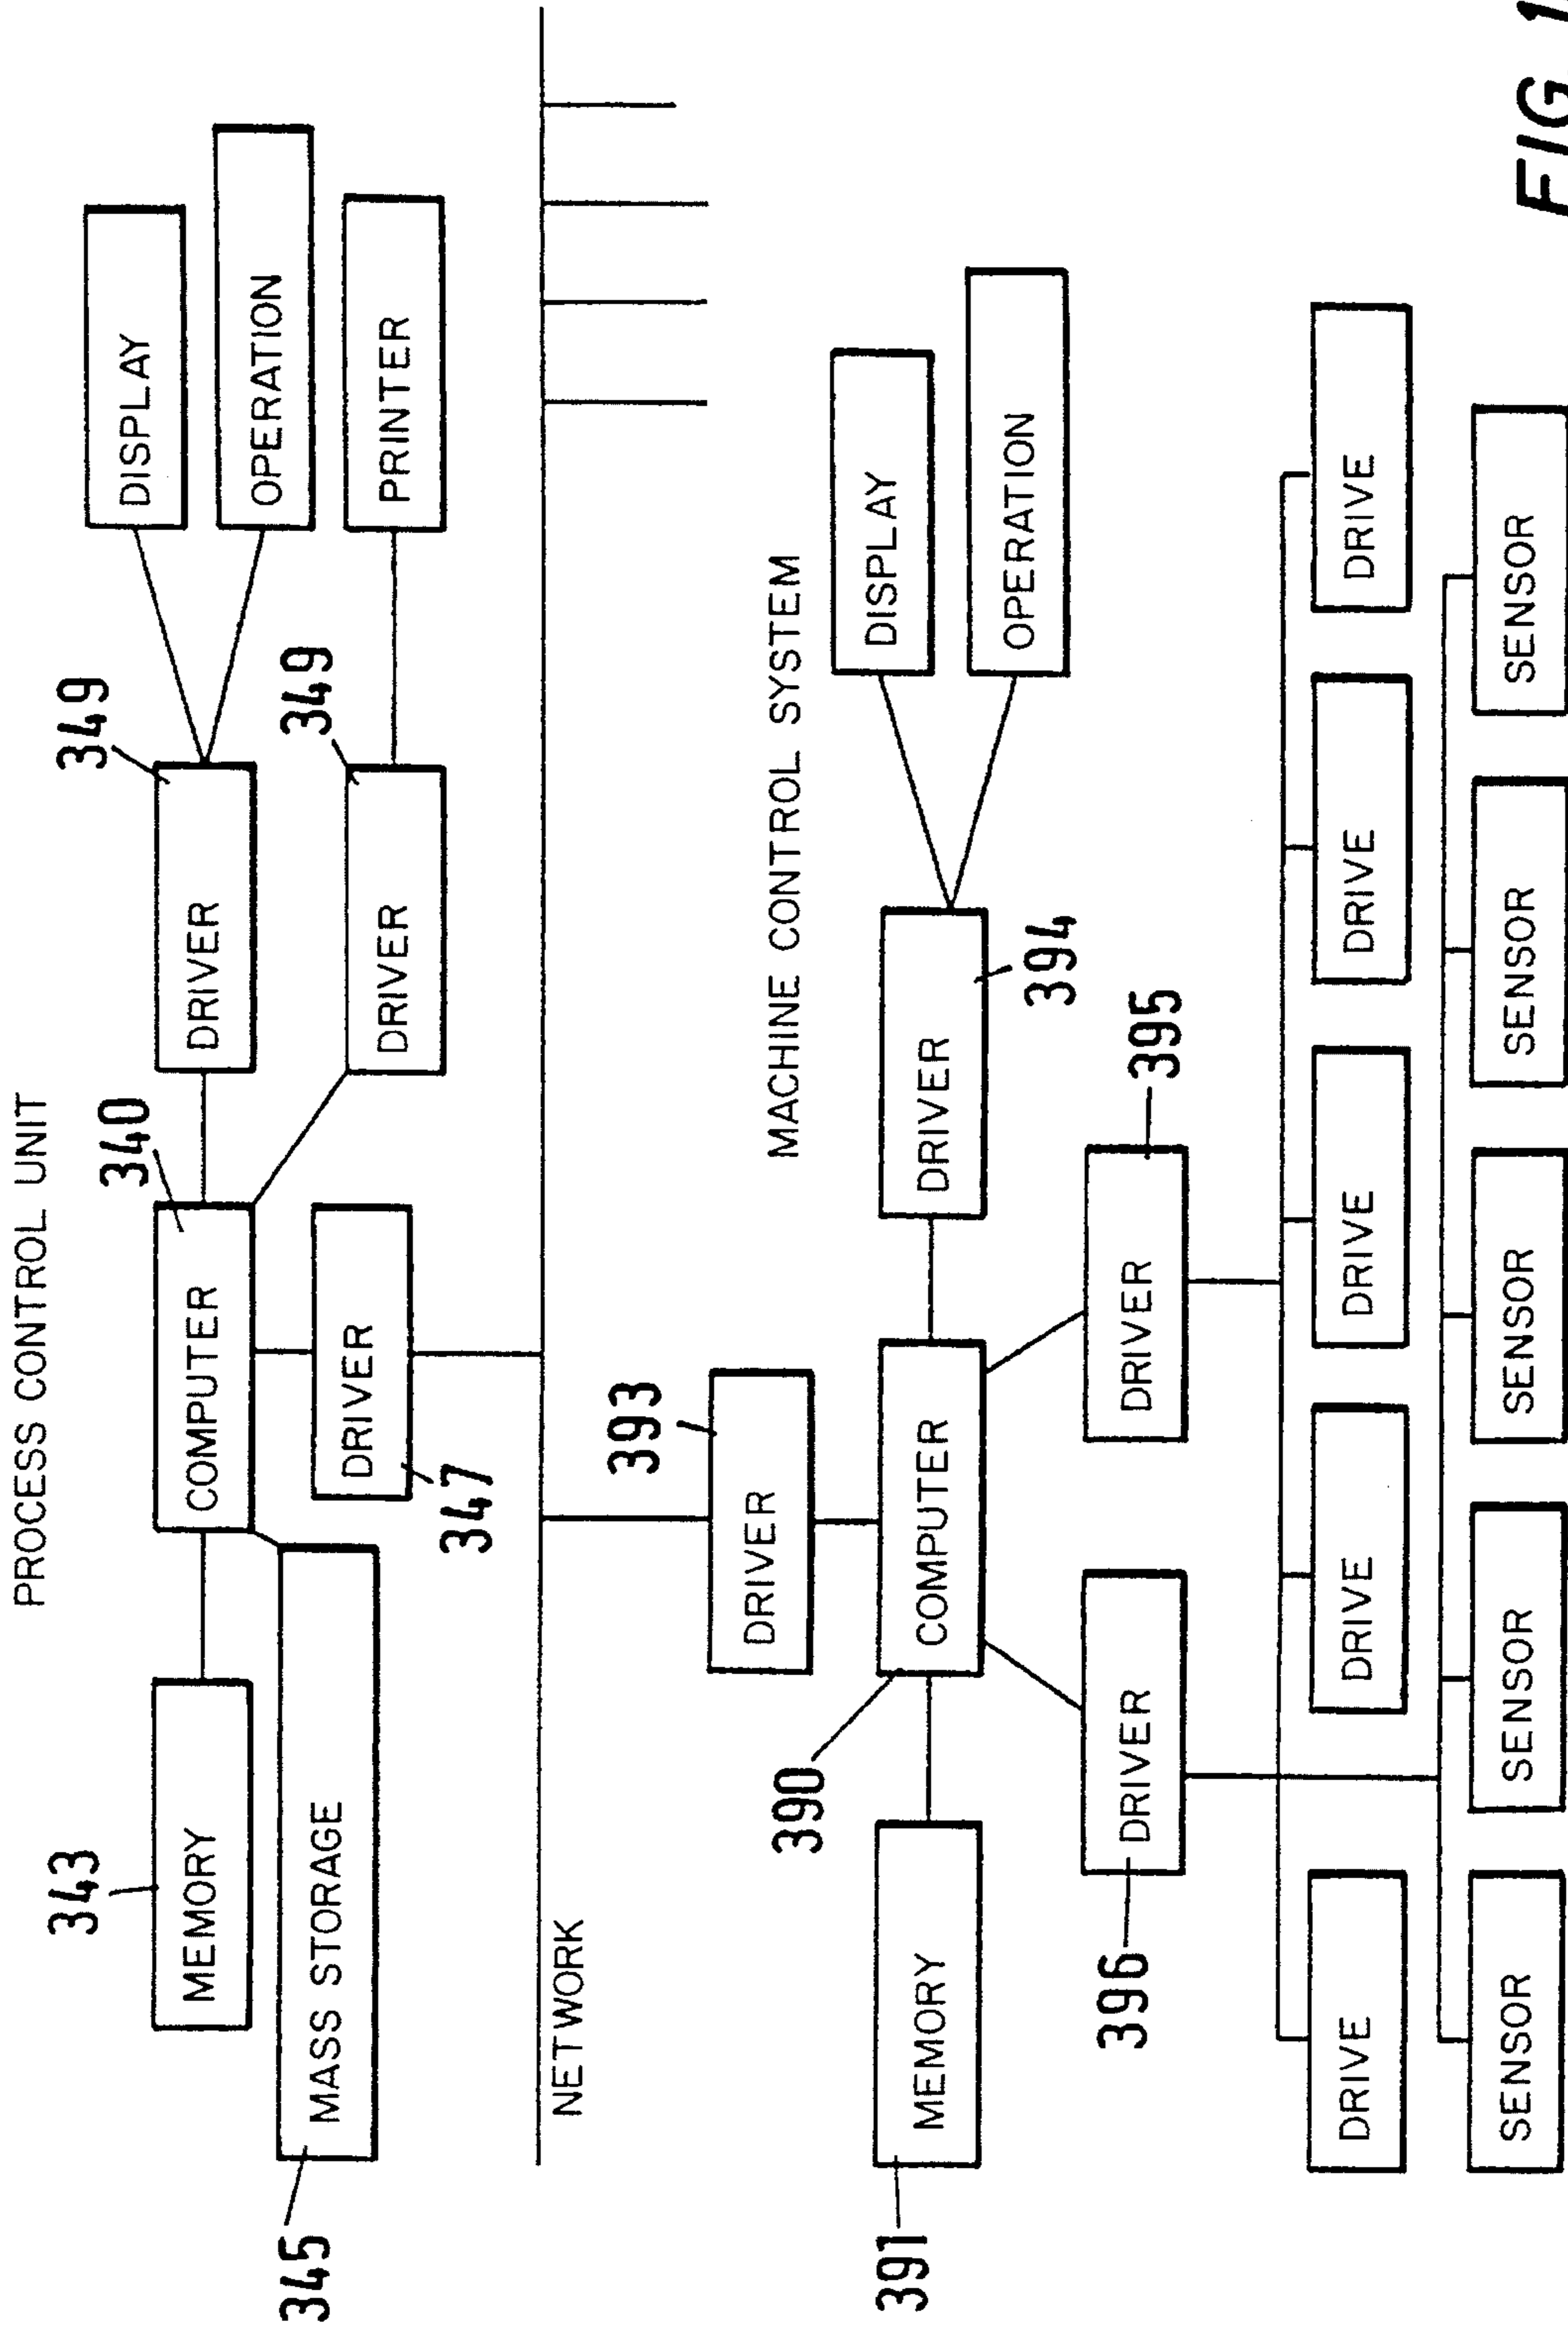 PROCESS CONTROL UNIT
343
340
349
MEMORY
COMPUTER
DRIVER
DISPLAY
OPERATION
345
MASS STORAGE
DRIVER
347
349
DRIVER
PRINTER
NETWORK
393
DRIVER
MACHINE CONTROL SYSTEM
390
391
MEMORY
COMPUTER
DRIVER
394
DISPLAY
OPERATION
396
DRIVER
DRIVER
395
DRIVE
DRIVE
DRIVE
DRIVE
DRIVE
SENSOR
SENSOR
SENSOR
SENSOR
SENSOR
FIG